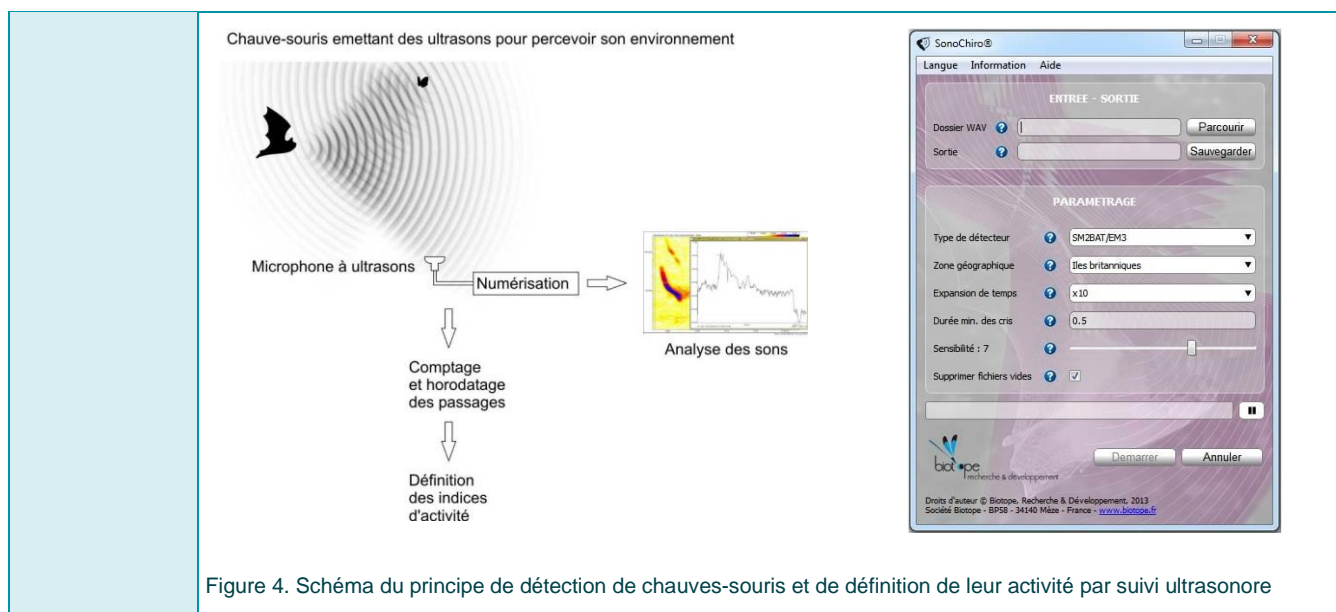 Chauve-souris emettant des ultrasons pour percevoir son environnement
Microphone à ultrasons
Numérisation
Analyse des sons
Comptage
et horodatage
des passages
Définition
des indices
d'activité
SonoChiro®
Langue Information Aide
ENTREE - SORTIE
Dossier WAV ? Parcourir
Sortie ? Sauvegarder
PARAMETRAGE
Type de détecteur ? SM2BAT/EM3
Zone géographique ? Iles britanniques
Expansion de temps ? x10
Durée min. des cris ? 0.5
Sensibilité : 7 ?
Supprimer fichiers vides ?
biotope
recherche & développement
Demarrer Annuler
Droits d'auteur © Biotope, Recherche & Développement, 2013
Société Biotope - BP58 - 34140 Mèze - France - www.biotope.fr
Figure 4. Schéma du principe de détection de chauves-souris et de définition de leur activité par suivi ultrasonore